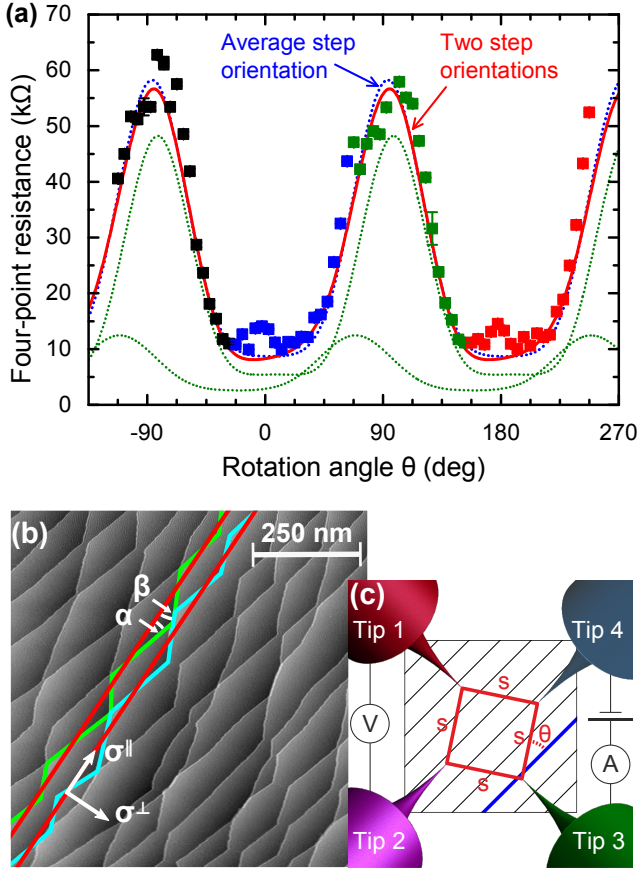 (a)
Average step
orientation
Two step
orientations
Four-point resistance (kΩ)
70
60
50
40
30
20
10
0
-90 0 90 180 270
Rotation angle θ (deg)
(b)
250 nm
β
α
σ∥
σ⊥
(c)
Tip 1
Tip 4
s
s
s
θ
s
V
A
Tip 2
Tip 3